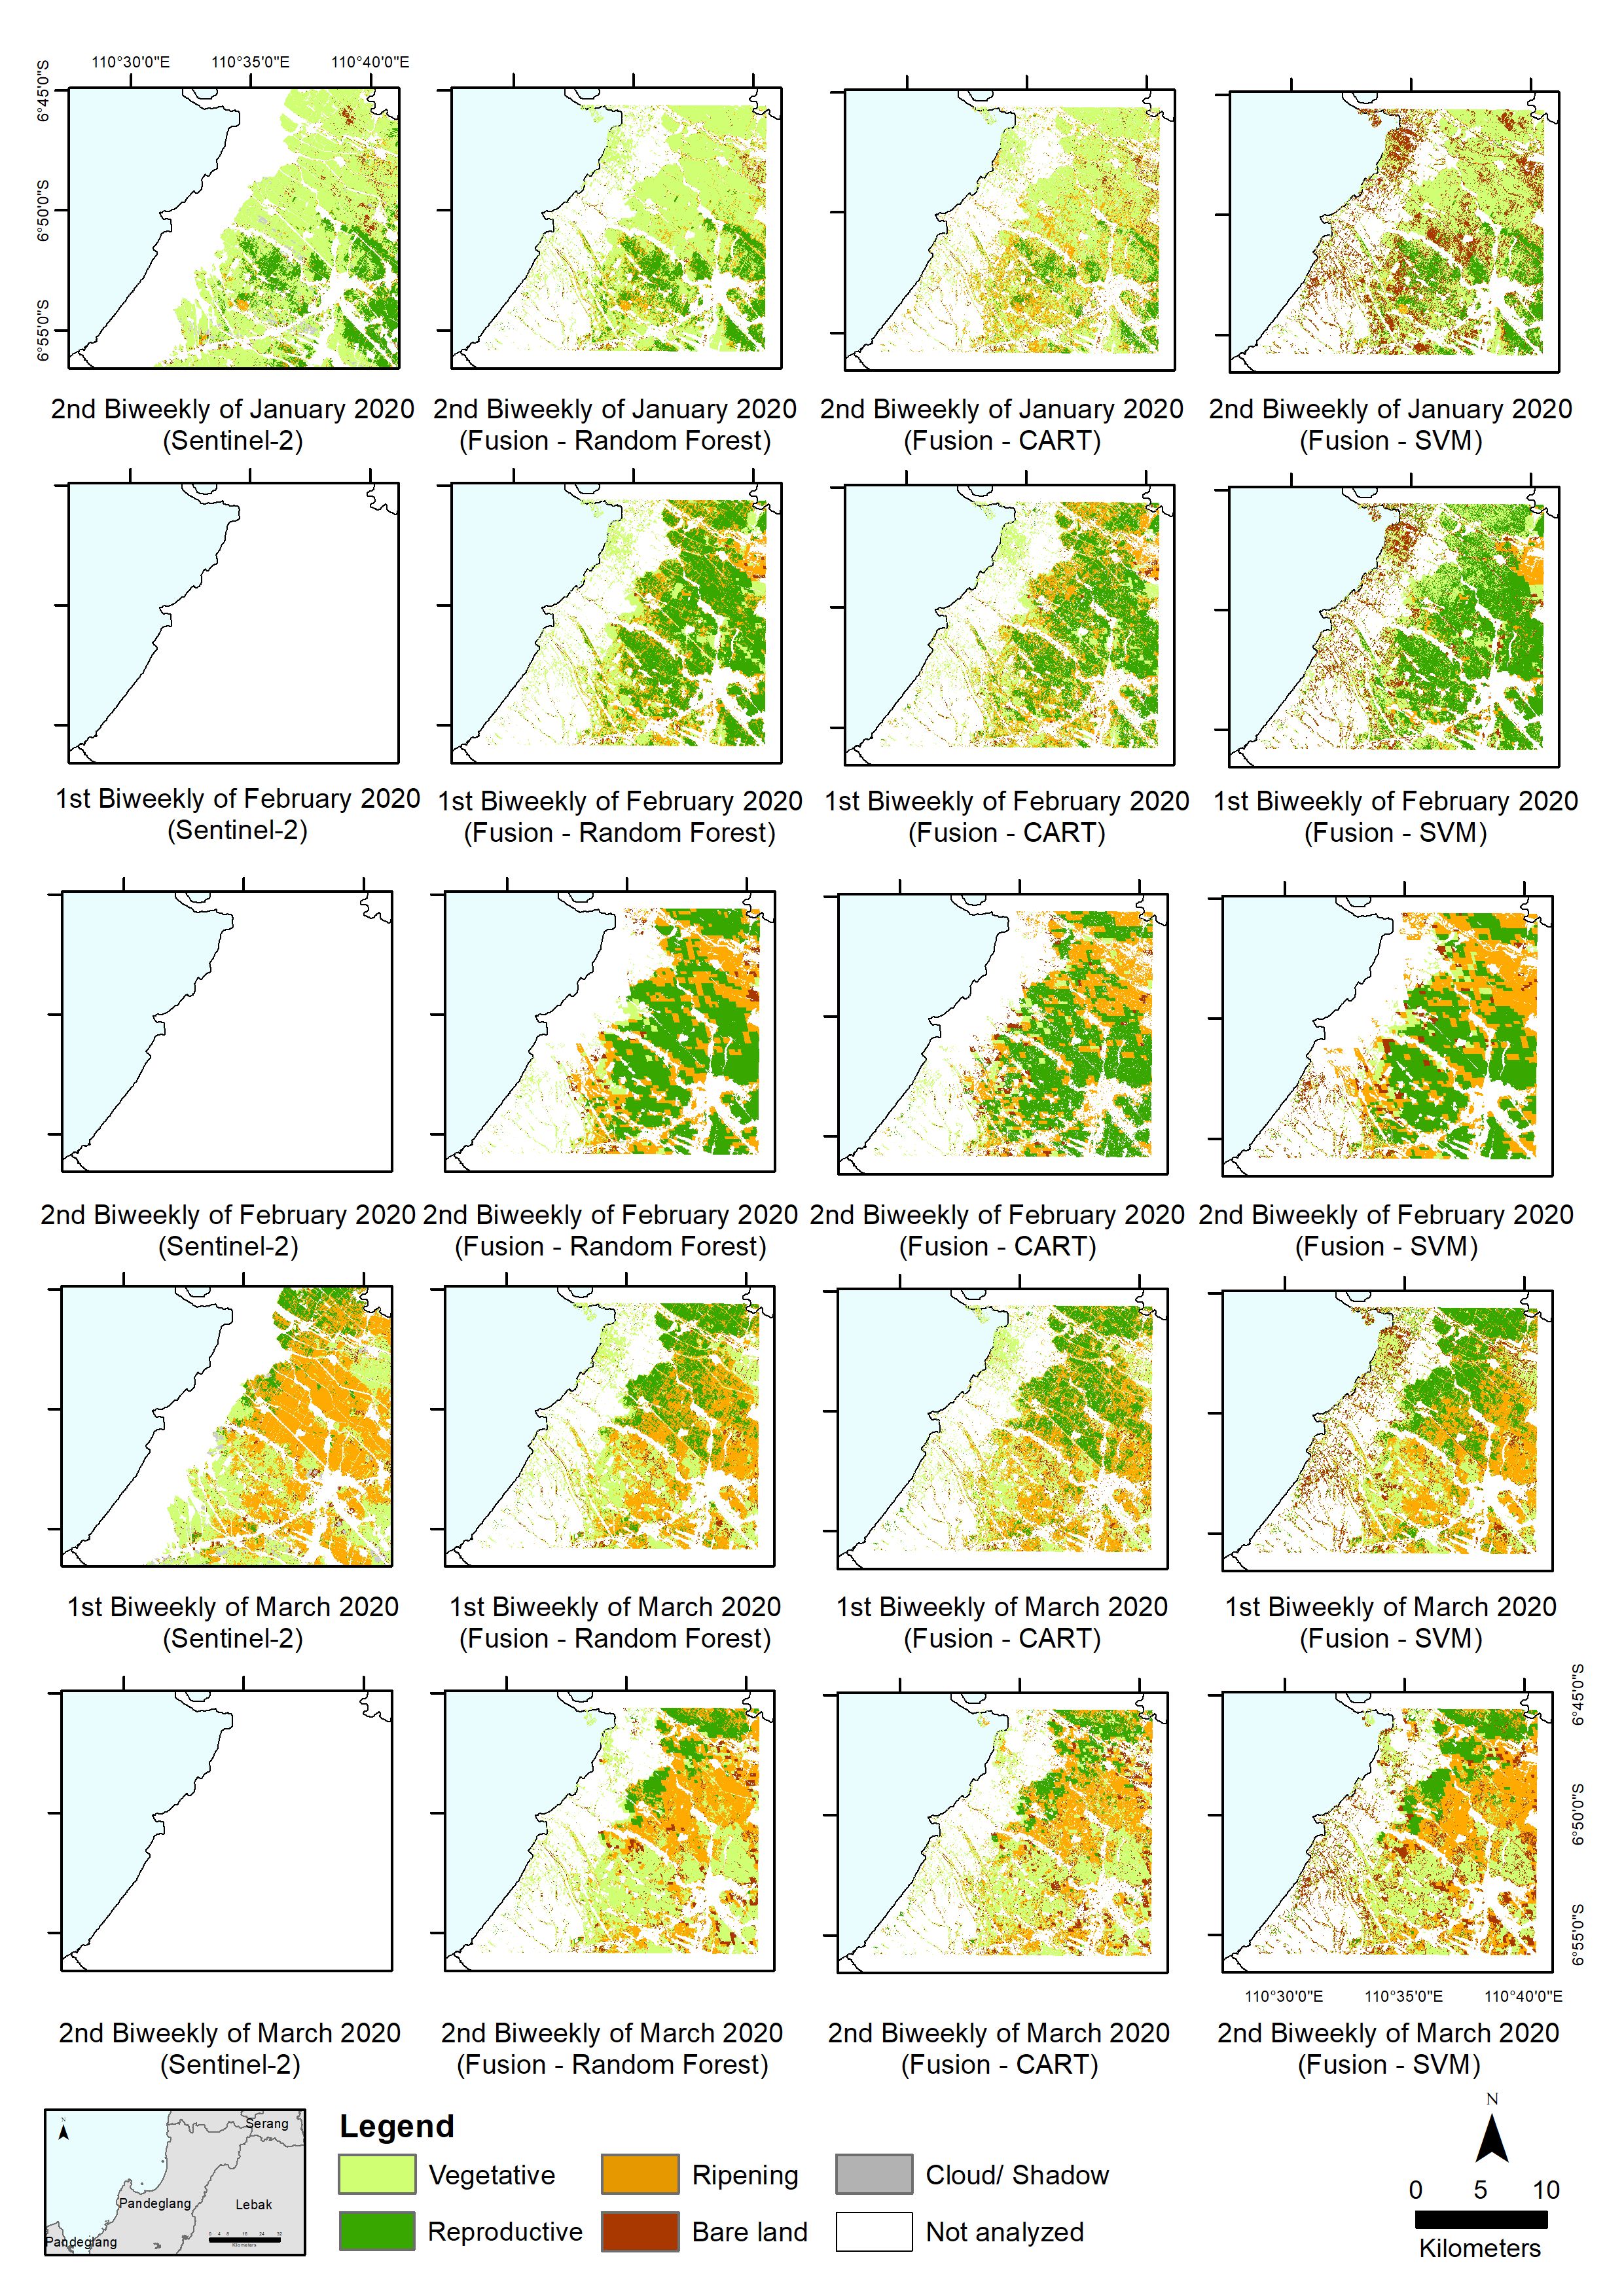 110°30'0"E 110°35'0"E 110°40'0"E
6°45'0"S
6°50'0"S
6°55'0"S
2nd Biweekly of January 2020
(Sentinel-2)
2nd Biweekly of January 2020
(Fusion - Random Forest)
2nd Biweekly of January 2020
(Fusion - CART)
2nd Biweekly of January 2020
(Fusion - SVM)
1st Biweekly of February 2020
(Sentinel-2)
1st Biweekly of February 2020
(Fusion - Random Forest)
1st Biweekly of February 2020
(Fusion - CART)
1st Biweekly of February 2020
(Fusion - SVM)
2nd Biweekly of February 2020
(Sentinel-2)
2nd Biweekly of February 2020
(Fusion - Random Forest)
2nd Biweekly of February 2020
(Fusion - CART)
2nd Biweekly of February 2020
(Fusion - SVM)
1st Biweekly of March 2020
(Sentinel-2)
1st Biweekly of March 2020
(Fusion - Random Forest)
1st Biweekly of March 2020
(Fusion - CART)
1st Biweekly of March 2020
(Fusion - SVM)
6°45'0"S
6°50'0"S
6°55'0"S
110°30'0"E 110°35'0"E 110°40'0"E
2nd Biweekly of March 2020
(Sentinel-2)
2nd Biweekly of March 2020
(Fusion - Random Forest)
2nd Biweekly of March 2020
(Fusion - CART)
2nd Biweekly of March 2020
(Fusion - SVM)
N
Serang
Pandeglang
Lebak
Pandeglang
0 4 8 16 24 32
Kilometers
Legend
Vegetative
Ripening
Cloud/ Shadow
Reproductive
Bare land
Not analyzed
N
0 5 10
Kilometers